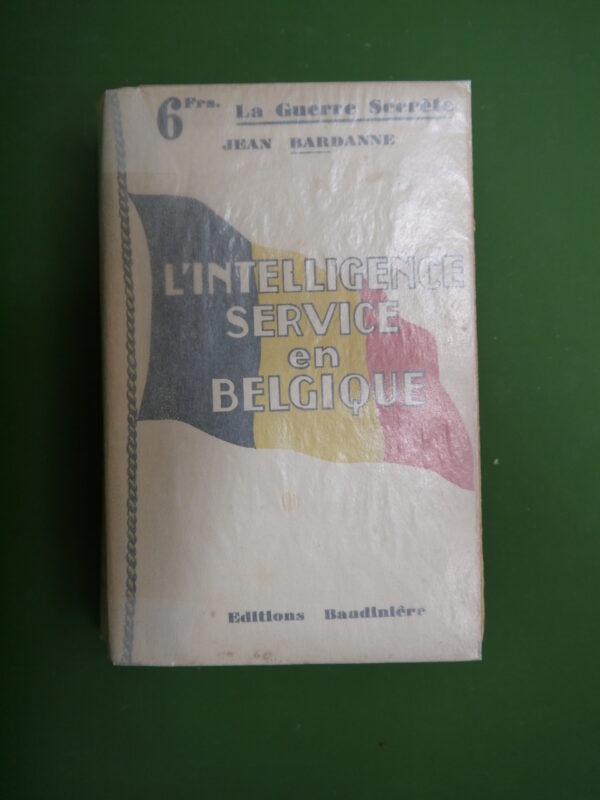 6 Frs. La Guerre Secrète
JEAN BARDANNE
L'INTELLIGENCE
SERVICE
en
BELGIQUE
Editions Baudinière